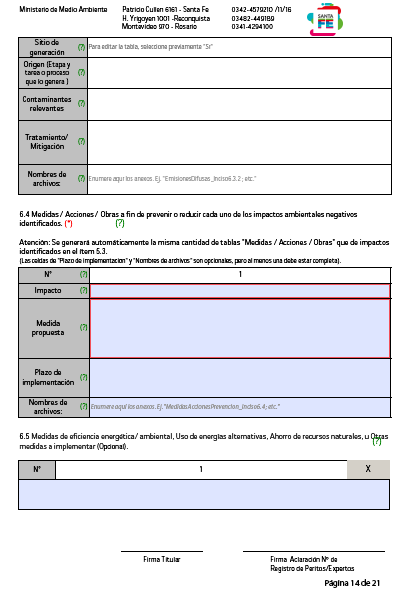 Ministerio de Medio Ambiente
Patricio Cullen 6161 - Santa Fe 0342-4579210 /11/16
H. Yrigoyen 1001 -Reconquista 03482-449189
Montevideo 970 - Rosario 0341-4294100
SANTA FE
Sitio de generación (?) Para editar la tabla, seleccione previamente "Si"
Origen (Etapa y tarea o proceso que lo genera) (?)
Contaminantes relevantes (?)
Tratamiento/ Mitigación (?)
Nombres de archivos: (?) Enumere aquí los anexos. Ej. "EmisionesDifusas_Inciso6.3.2 ; etc."
6.4 Medidas / Acciones / Obras a fin de prevenir o reducir cada uno de los impactos ambientales negativos
identificados. (*) (?)
Atención: Se generará automáticamente la misma cantidad de tablas "Medidas / Acciones / Obras" que de impactos
identificados en el Item 5.3.
(Las celdas de "Plazo de implementacion" y "Nombres de archivos" son opcionales, pero al menos una debe estar completa).
N° (?) 1
Impacto (?)
Medida propuesta (?)
Plazo de implementación (?)
Nombres de archivos: (?) Enumere aquí los anexos. Ej."MedidasAccionesPrevencion_Inciso6.4; etc."
6.5 Medidas de eficiencia energética/ ambiental, Uso de energías alternativas, Ahorro de recursos naturales, u Otras
medidas a implementar (Opcional). (?)
N° 1 X
Firma Titular
Firma Aclaración Nº de
Registro de Peritos/Expertos
Página 14 de 21